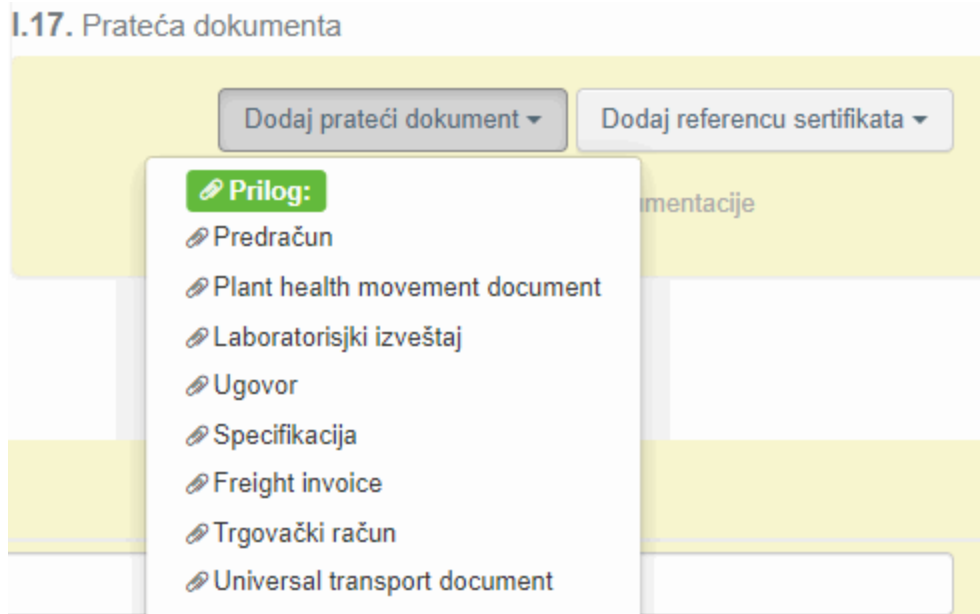 I.17. Prateća dokumenta
Dodaj prateći dokument
Dodaj referencu sertifikata
Prilog:
umentacije
Predračun
Plant health movement document
Laboratorisjki izveštaj
Ugovor
Specifikacija
Freight invoice
Trgovački račun
Universal transport document